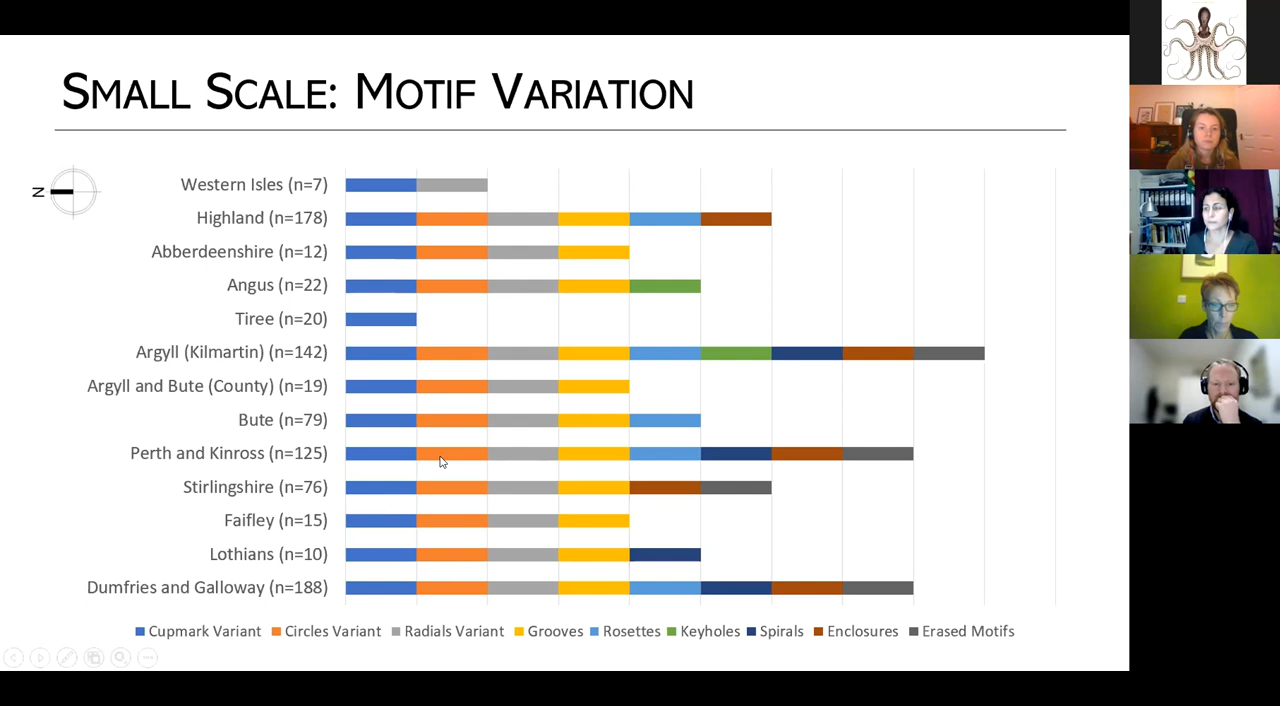 SMALL SCALE: MOTIF VARIATION
N
Western Isles (n=7)
Highland (n=178)
Abberdeenshire (n=12)
Angus (n=22)
Tiree (n=20)
Argyll (Kilmartin) (n=142)
Argyll and Bute (County) (n=19)
Bute (n=79)
Perth and Kinross (n=125)
Stirlingshire (n=76)
Faifley (n=15)
Lothians (n=10)
Dumfries and Galloway (n=188)
Cupmark Variant Circles Variant Radials Variant Grooves Rosettes Keyholes Spirals Enclosures Erased Motifs